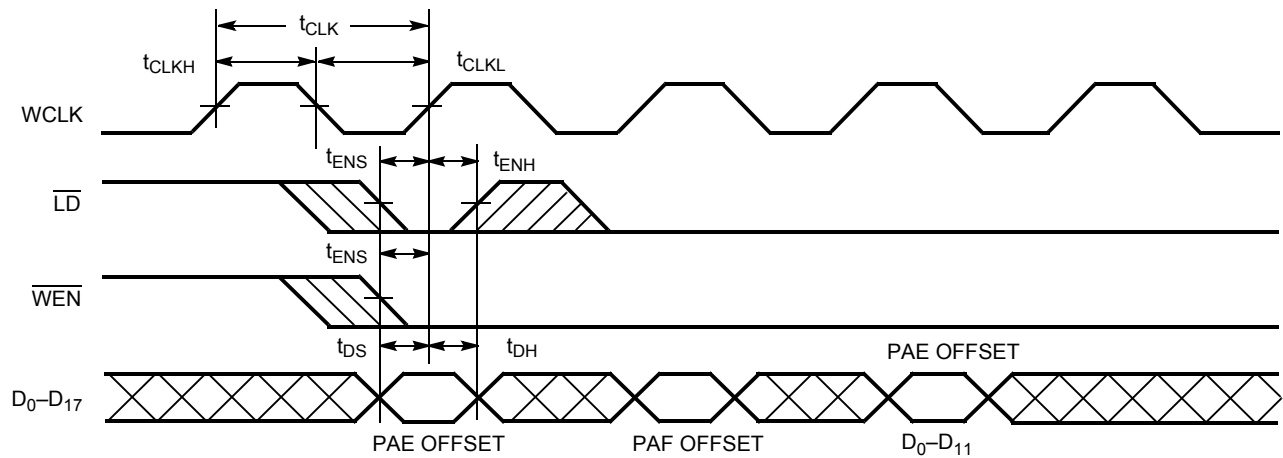 tCLK
tCLKH
tCLKL
WCLK
tENS
tENH
LD
tENS
WEN
tDS
tDH
PAE OFFSET
D0–D17
PAE OFFSET
PAF OFFSET
D0–D11